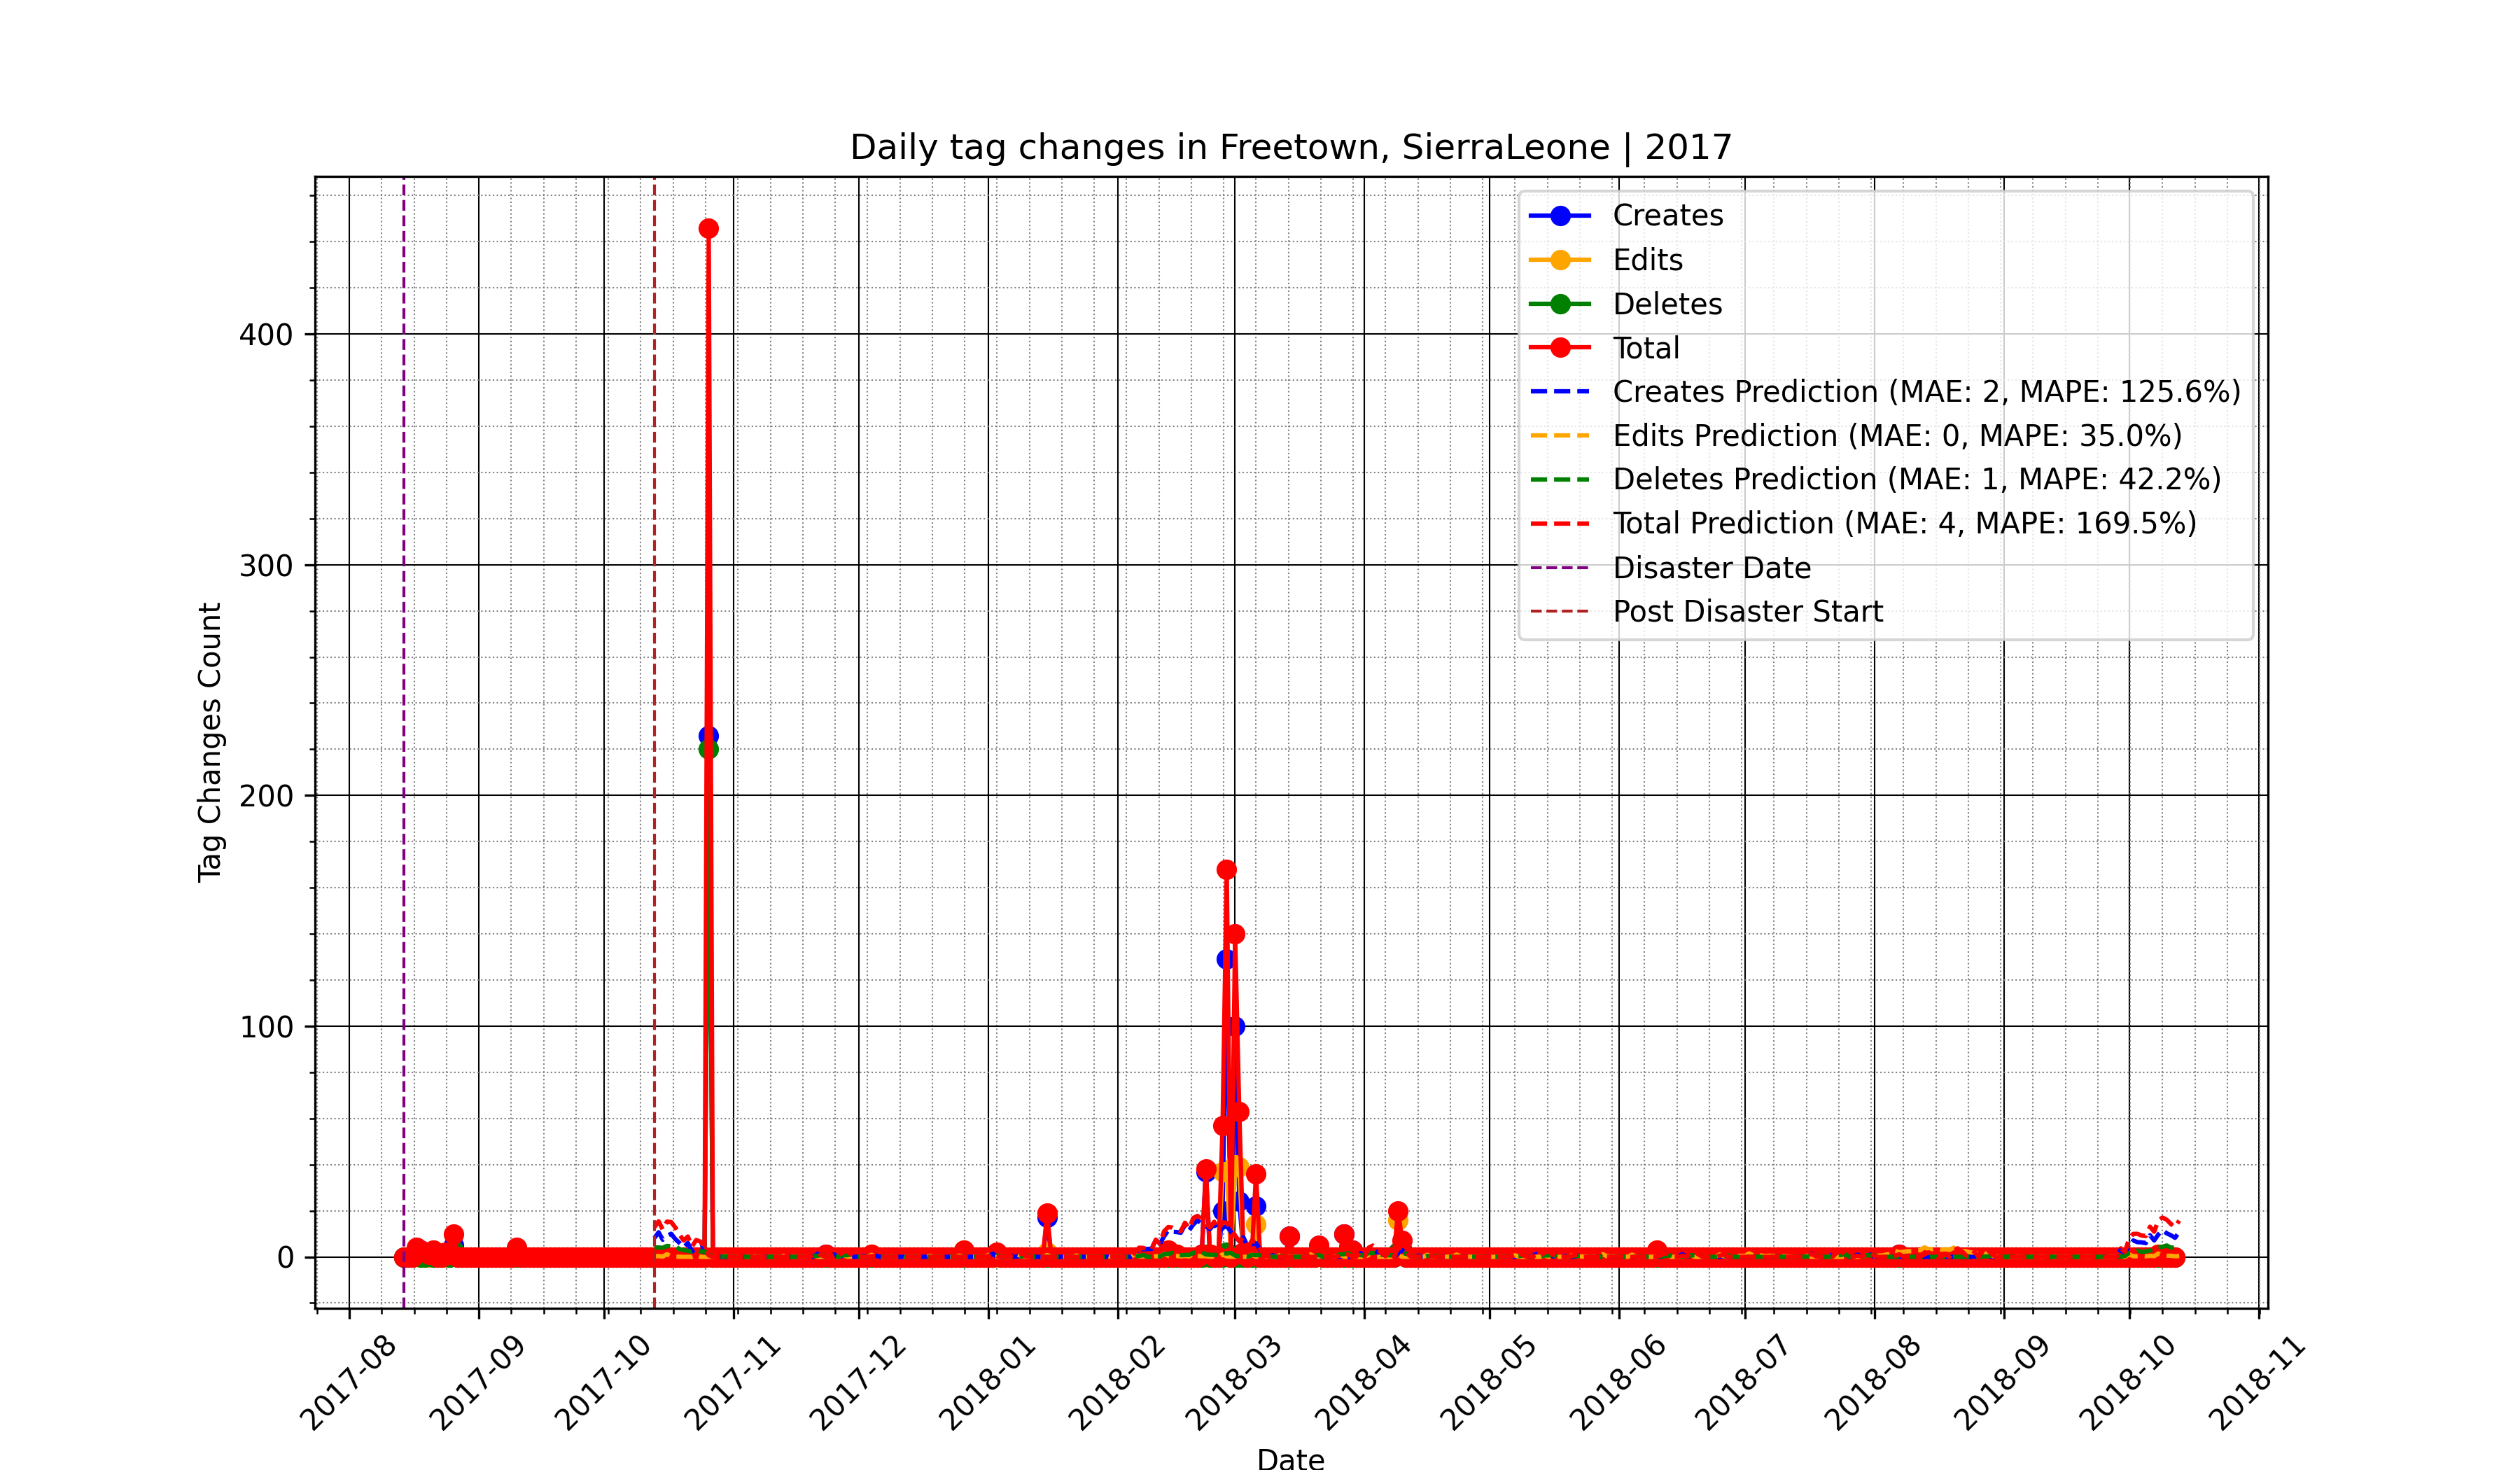 Daily tag changes in Freetown, SierraLeone | 2017
Creates
Edits
Deletes
Total
Creates Prediction (MAE: 2, MAPE: 125.6%)
Edits Prediction (MAE: 0, MAPE: 35.0%)
Deletes Prediction (MAE: 1, MAPE: 42.2%)
Total Prediction (MAE: 4, MAPE: 169.5%)
Disaster Date
Post Disaster Start
Tag Changes Count
400
300
200
100
0
2017-08
2017-09
2017-10
2017-11
2017-12
2018-01
2018-02
2018-03
2018-04
2018-05
2018-06
2018-07
2018-08
2018-09
2018-10
2018-11
Date